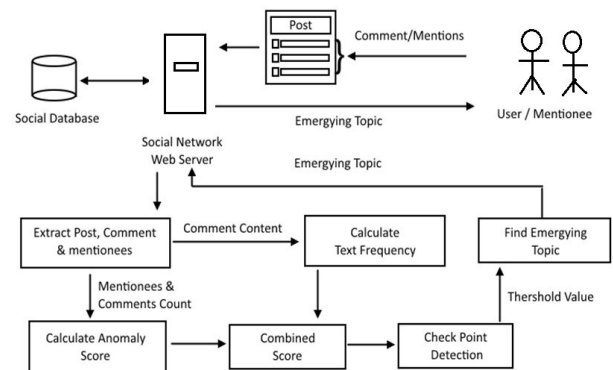 Post
Comment/Mentions
Social Database
Emergying Topic
User / Mentionee
Social Network
Web Server
Emergying Topic
Extract Post, Comment
& mentionees
Comment Content
Calculate
Text Frequency
Find Emergying
Topic
Mentionees &
Comments Count
Thershold Value
Calculate Anomaly
Score
Combined
Score
Check Point
Detection